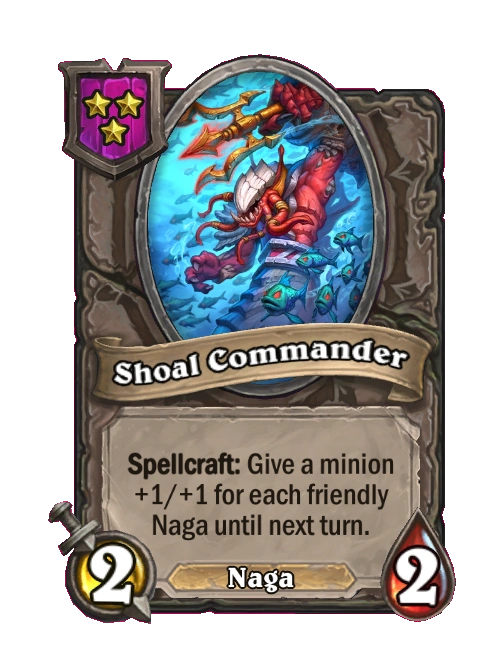 Shoal Commander
Spellcraft: Give a minion
+1/+1 for each friendly
Naga until next turn.
2
Naga
2